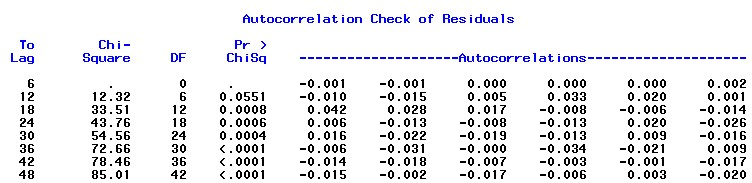 Autocorrelation Check of Residuals
To Chi- Pr >
Lag Square DF ChiSq --------------------Autocorrelations--------------------
6 . 0 . -0.001 -0.001 0.000 0.000 0.000 0.002
12 12.32 6 0.0551 -0.010 -0.015 0.005 0.033 0.020 0.001
18 33.51 12 0.0008 0.042 0.028 0.017 -0.008 -0.006 -0.014
24 43.76 18 0.0006 0.006 -0.013 -0.008 -0.013 0.020 -0.026
30 54.56 24 0.0004 0.016 -0.022 -0.019 -0.013 0.009 -0.016
36 72.66 30 <.0001 -0.006 -0.031 -0.000 -0.034 -0.021 0.009
42 78.46 36 <.0001 -0.014 -0.018 -0.007 -0.003 -0.001 -0.017
48 85.01 42 <.0001 -0.015 -0.002 -0.017 -0.006 0.003 -0.020